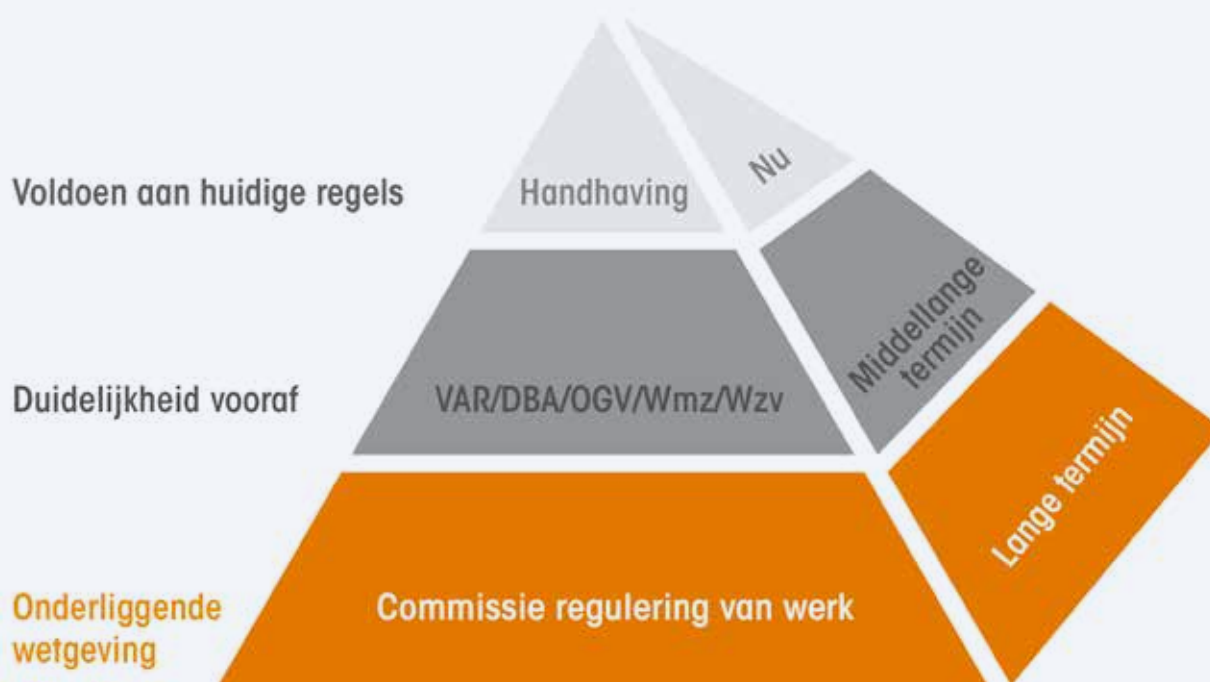 Voldoen aan huidige regels
Handhaving
Nu
Duidelijkheid vooraf
VAR/DBA/OGV/Wmz/Wzv
Middellange
termijn
Onderliggende
wetgeving
Commissie regulering van werk
Lange termijn